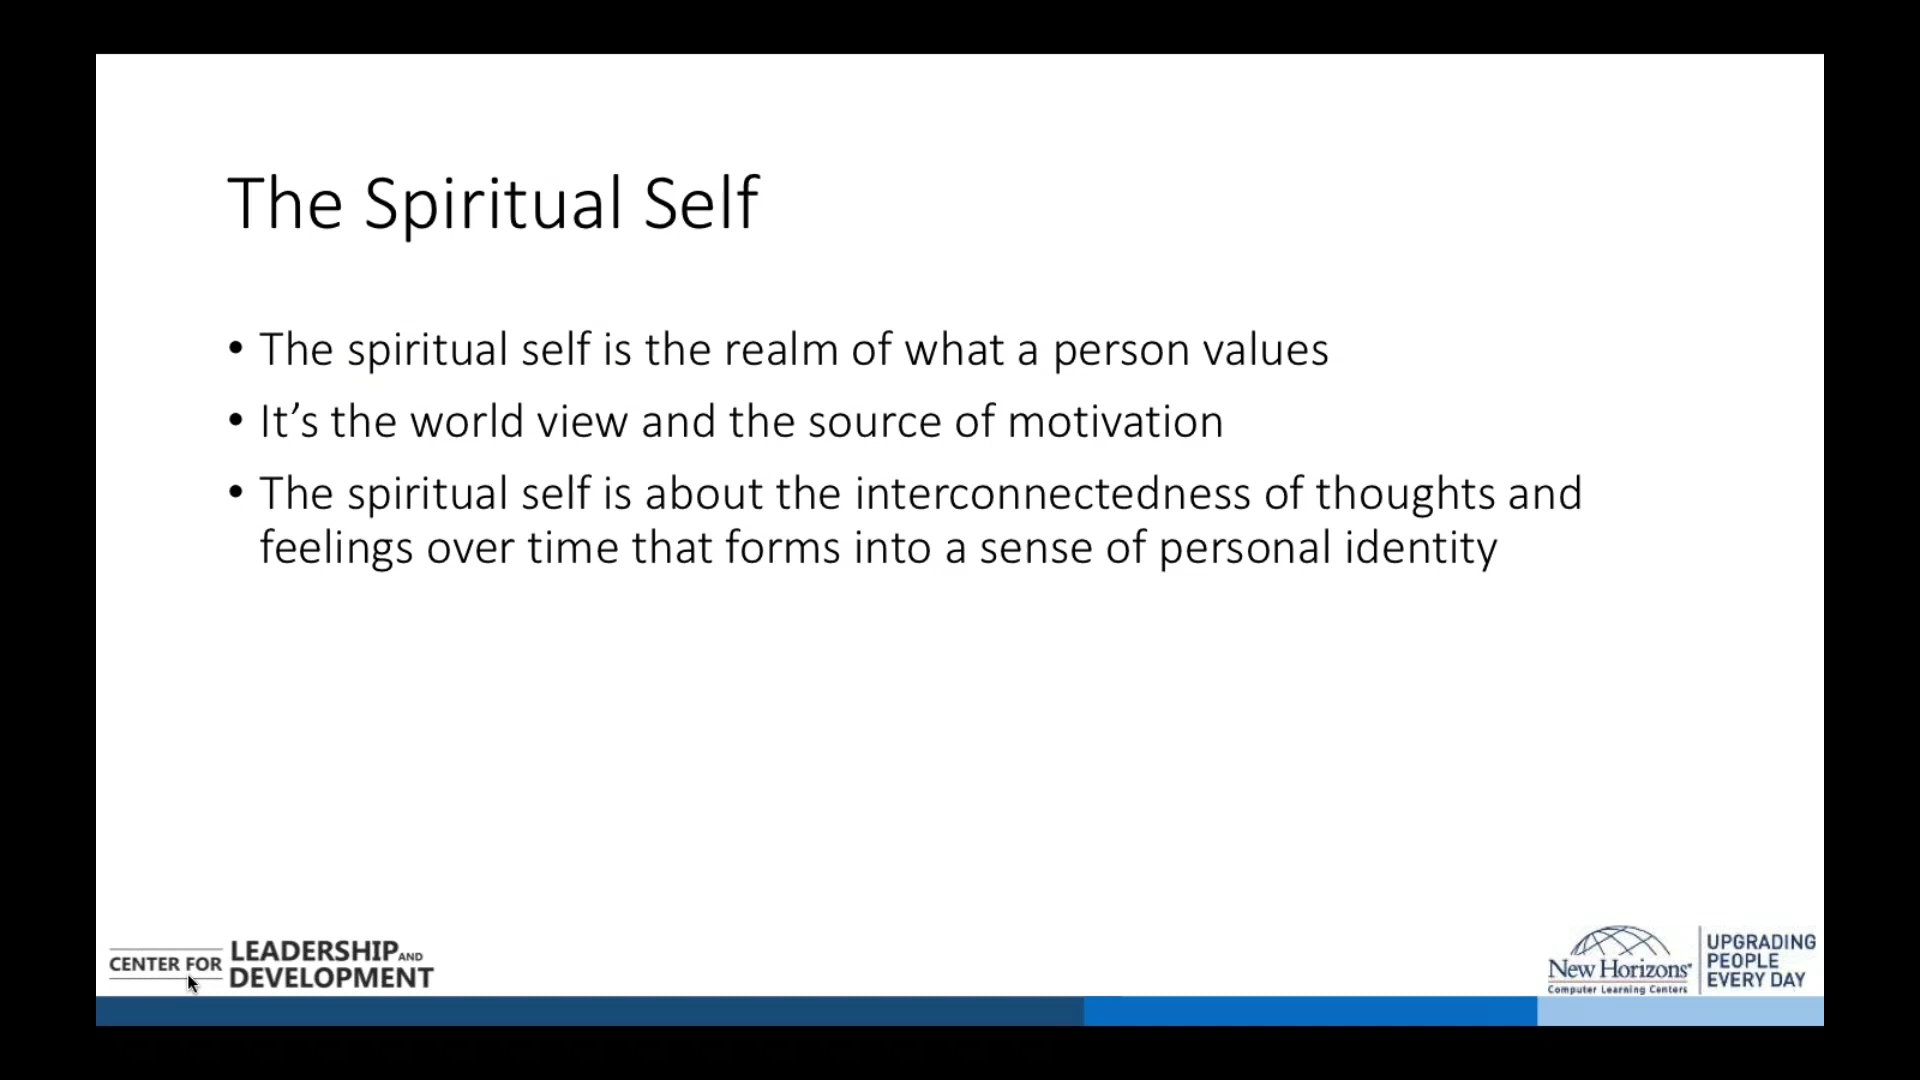 The Spiritual Self
• The spiritual self is the realm of what a person values
• It’s the world view and the source of motivation
• The spiritual self is about the interconnectedness of thoughts and
feelings over time that forms into a sense of personal identity
CENTER FOR LEADERSHIP AND
DEVELOPMENT
New Horizons®
Computer Learning Centers
UPGRADING
PEOPLE
EVERY DAY